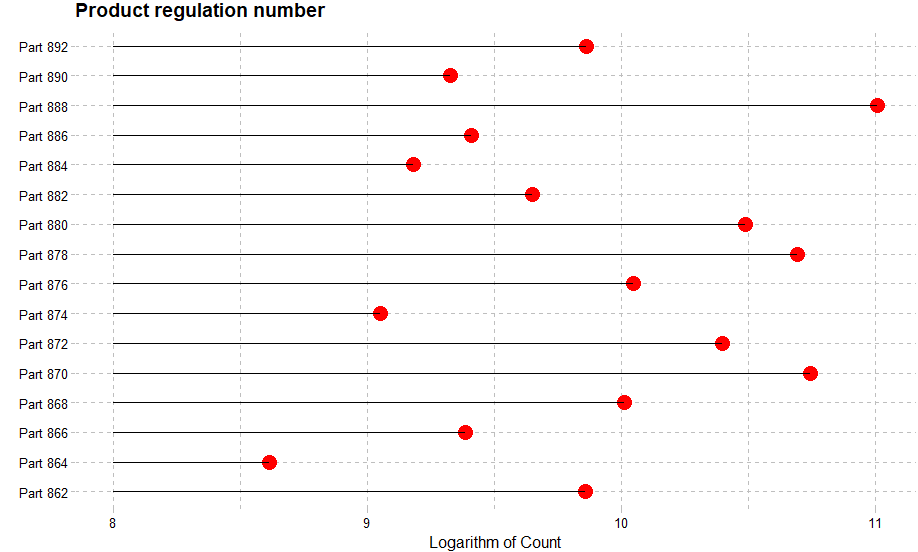 Product regulation number
Part 892
Part 890
Part 888
Part 886
Part 884
Part 882
Part 880
Part 878
Part 876
Part 874
Part 872
Part 870
Part 868
Part 866
Part 864
Part 862
8 9 10 11
Logarithm of Count